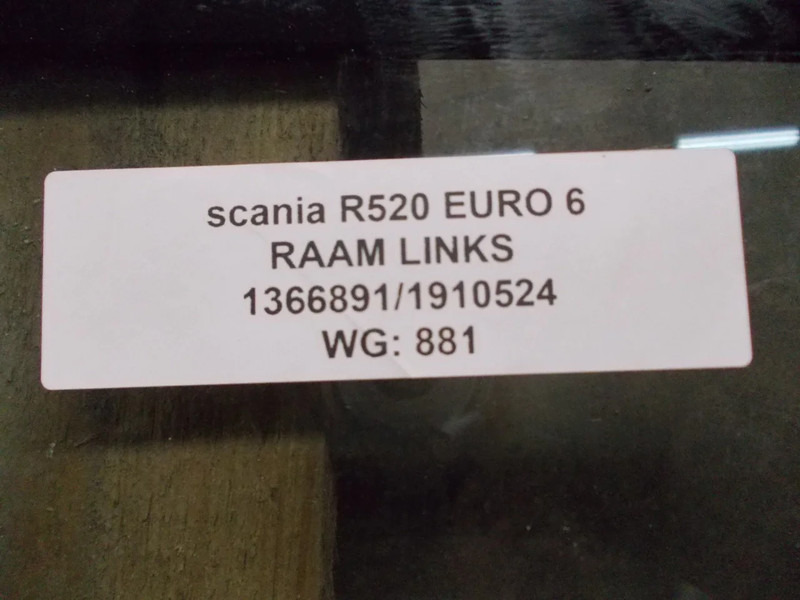 scania R520 EURO 6
RAAM LINKS
1366891/1910524
WG: 881